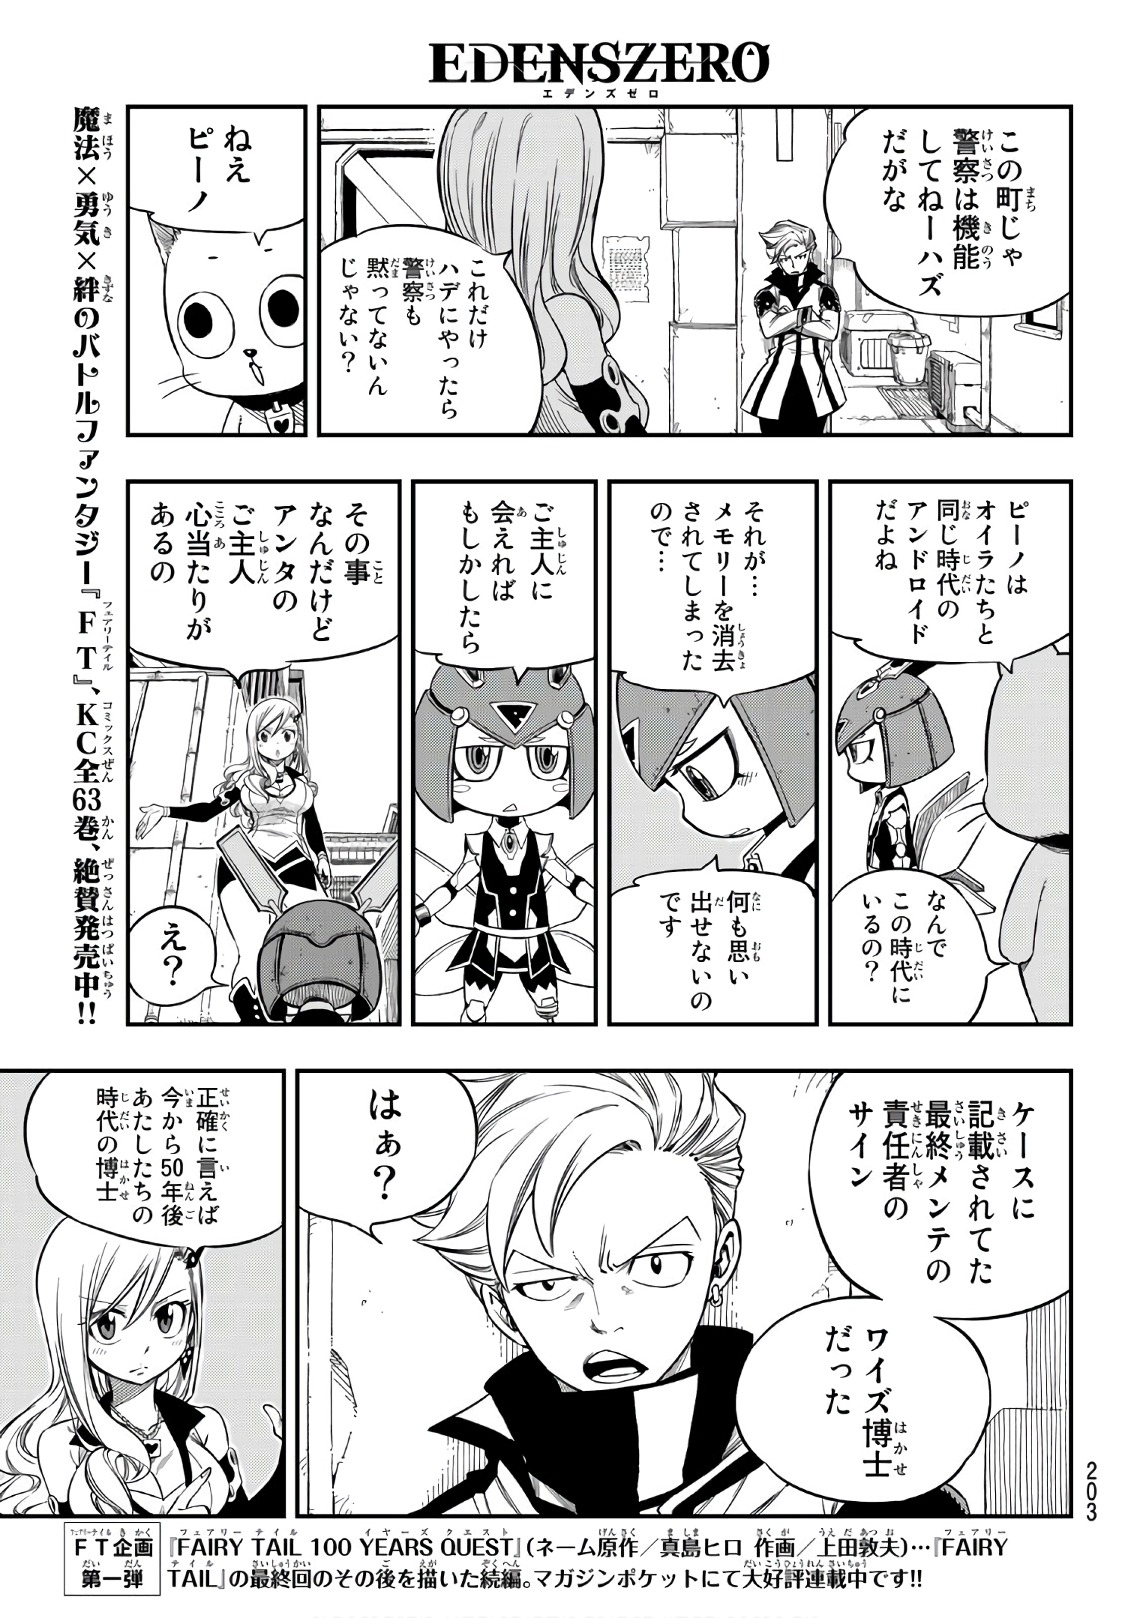 EDENSZERO
エデンズゼロ
この町じゃ
警察は機能
してねーハズ
だがな
これだけ
ハデにやったら
警察も
黙ってないん
じゃない？
ねえ
ピーノ
ピーノは
オイラたちと
同じ時代の
アンドロイド
だよね
なんで
この時代に
いるの？
それが…
メモリーを消去
されてしまった
ので…
何も思い
出せないの
です
ご主人に
会えれば
もしかしたら
その事
なんだけど
アンタの
ご主人
心当たりが
あるの
え？
ケースに
記載されてた
最終メンテの
責任者の
サイン
ワイズ博士
だった
はぁ？
正確に言えば
今から50年後
あたしたちの
時代の博士
魔法×勇気×絆のバトルファンタジー『FT』、KC全63巻、絶賛発売中!!
203
FT企画
第一弾
『FAIRY TAIL 100 YEARS QUEST』(ネーム原作／真島ヒロ 作画／上田敦夫)…『FAIRY
TAIL』の最終回のその後を描いた続編。マガジンポケットにて大好評連載中です!!